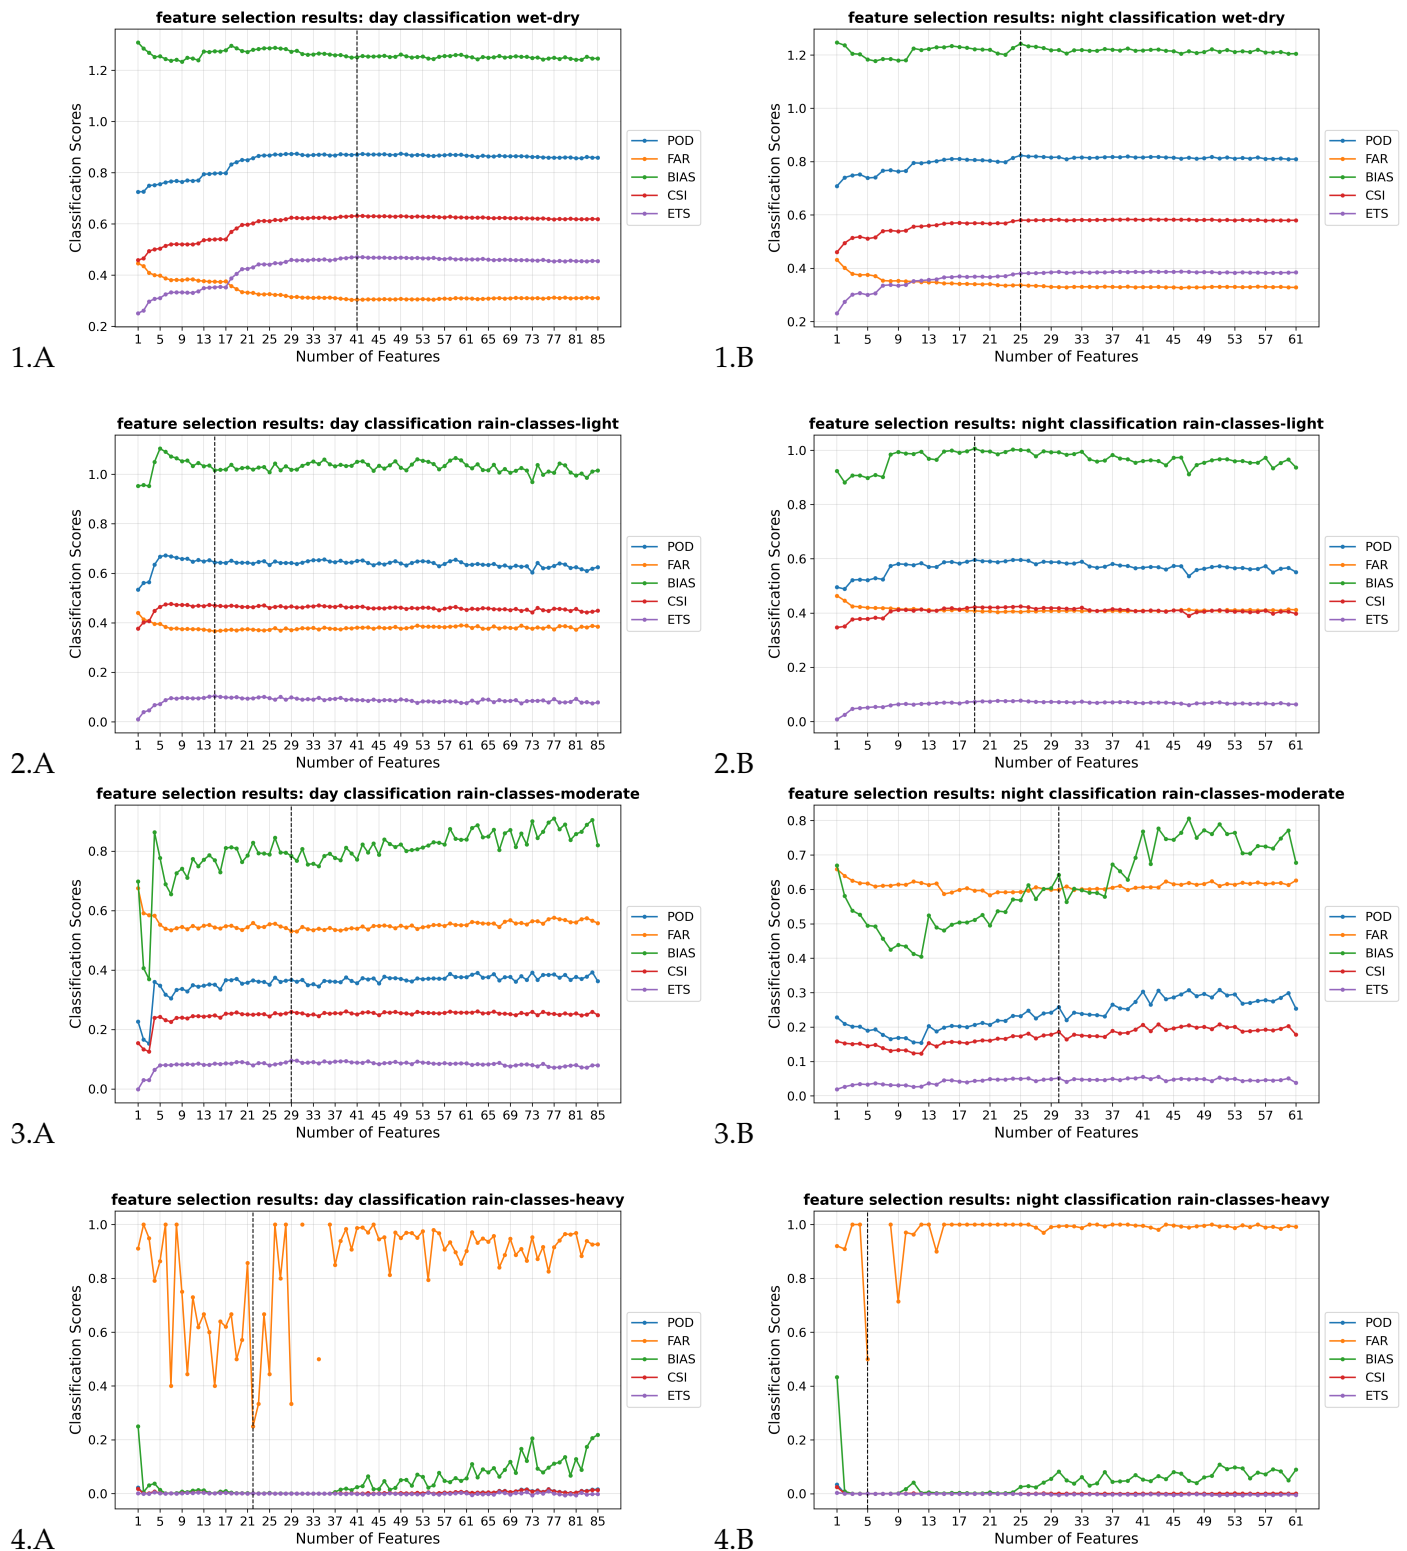 feature selection results: day classification wet-dry
Classification Scores
1.2
1.0
0.8
0.6
0.4
0.2
1 5 9 13 17 21 25 29 33 37 41 45 49 53 57 61 65 69 73 77 81 85
Number of Features
POD
FAR
BIAS
CSI
ETS
1.A
feature selection results: night classification wet-dry
Classification Scores
1.2
1.0
0.8
0.6
0.4
0.2
1 5 9 13 17 21 25 29 33 37 41 45 49 53 57 61
Number of Features
POD
FAR
BIAS
CSI
ETS
1.B
feature selection results: day classification rain-classes-light
Classification Scores
1.0
0.8
0.6
0.4
0.2
0.0
1 5 9 13 17 21 25 29 33 37 41 45 49 53 57 61 65 69 73 77 81 85
Number of Features
POD
FAR
BIAS
CSI
ETS
2.A
feature selection results: night classification rain-classes-light
Classification Scores
1.0
0.8
0.6
0.4
0.2
0.0
1 5 9 13 17 21 25 29 33 37 41 45 49 53 57 61
Number of Features
POD
FAR
BIAS
CSI
ETS
2.B
feature selection results: day classification rain-classes-moderate
Classification Scores
0.8
0.6
0.4
0.2
0.0
1 5 9 13 17 21 25 29 33 37 41 45 49 53 57 61 65 69 73 77 81 85
Number of Features
POD
FAR
BIAS
CSI
ETS
3.A
feature selection results: night classification rain-classes-moderate
Classification Scores
0.8
0.7
0.6
0.5
0.4
0.3
0.2
0.1
0.0
1 5 9 13 17 21 25 29 33 37 41 45 49 53 57 61
Number of Features
POD
FAR
BIAS
CSI
ETS
3.B
feature selection results: day classification rain-classes-heavy
Classification Scores
1.0
0.8
0.6
0.4
0.2
0.0
1 5 9 13 17 21 25 29 33 37 41 45 49 53 57 61 65 69 73 77 81 85
Number of Features
POD
FAR
BIAS
CSI
ETS
4.A
feature selection results: night classification rain-classes-heavy
Classification Scores
1.0
0.8
0.6
0.4
0.2
0.0
1 5 9 13 17 21 25 29 33 37 41 45 49 53 57 61
Number of Features
POD
FAR
BIAS
CSI
ETS
4.B